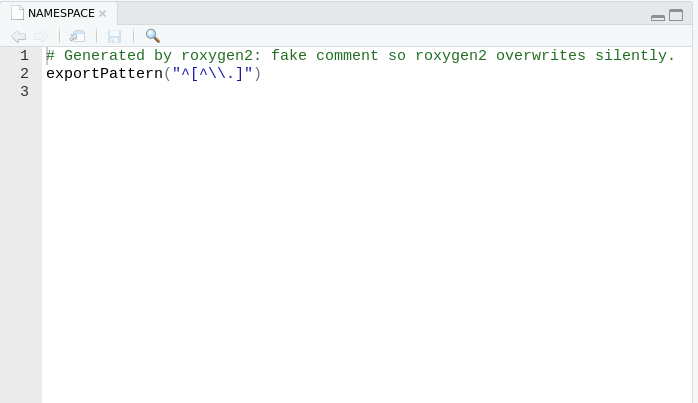 NAMESPACE
1 # Generated by roxygen2: fake comment so roxygen2 overwrites silently.
2 exportPattern("^[^\\.]")
3